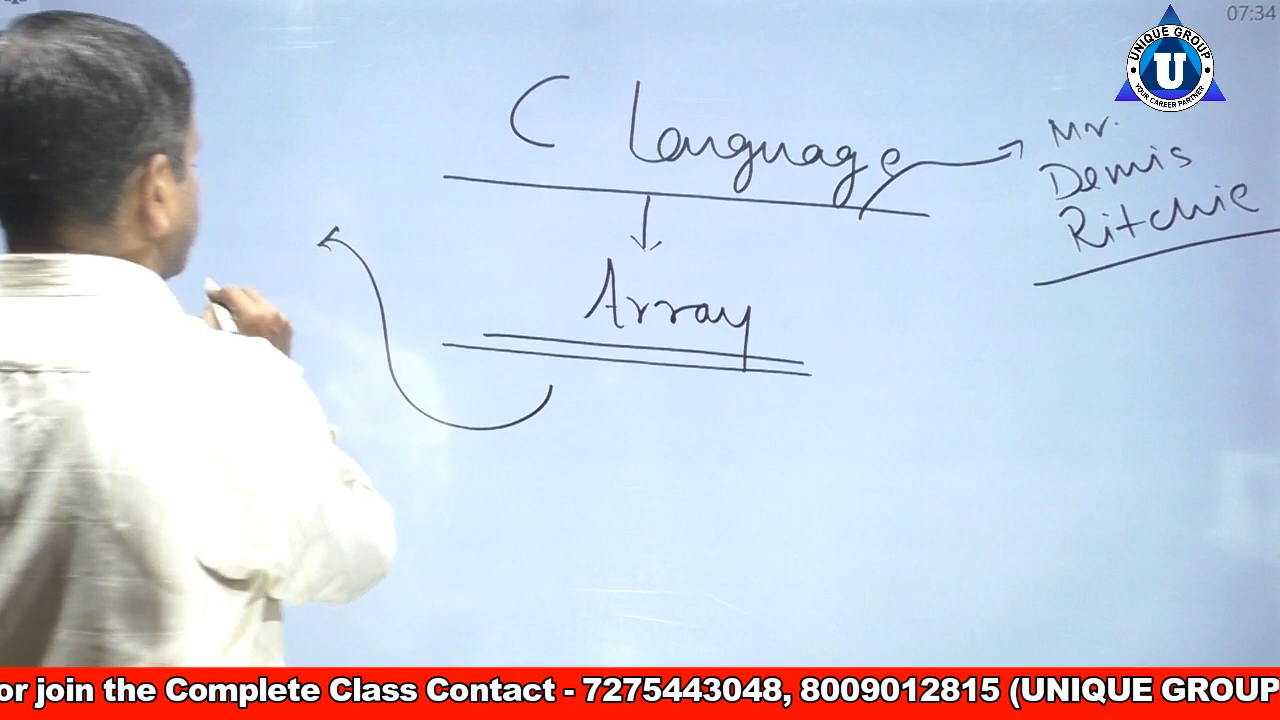 07:34
UNIQUE GROUP
U
YOUR CAREER PARTNER
C Language
Mr.
Demis
Ritchie
Array
or join the Complete Class Contact - 7275443048, 8009012815 (UNIQUE GROUP